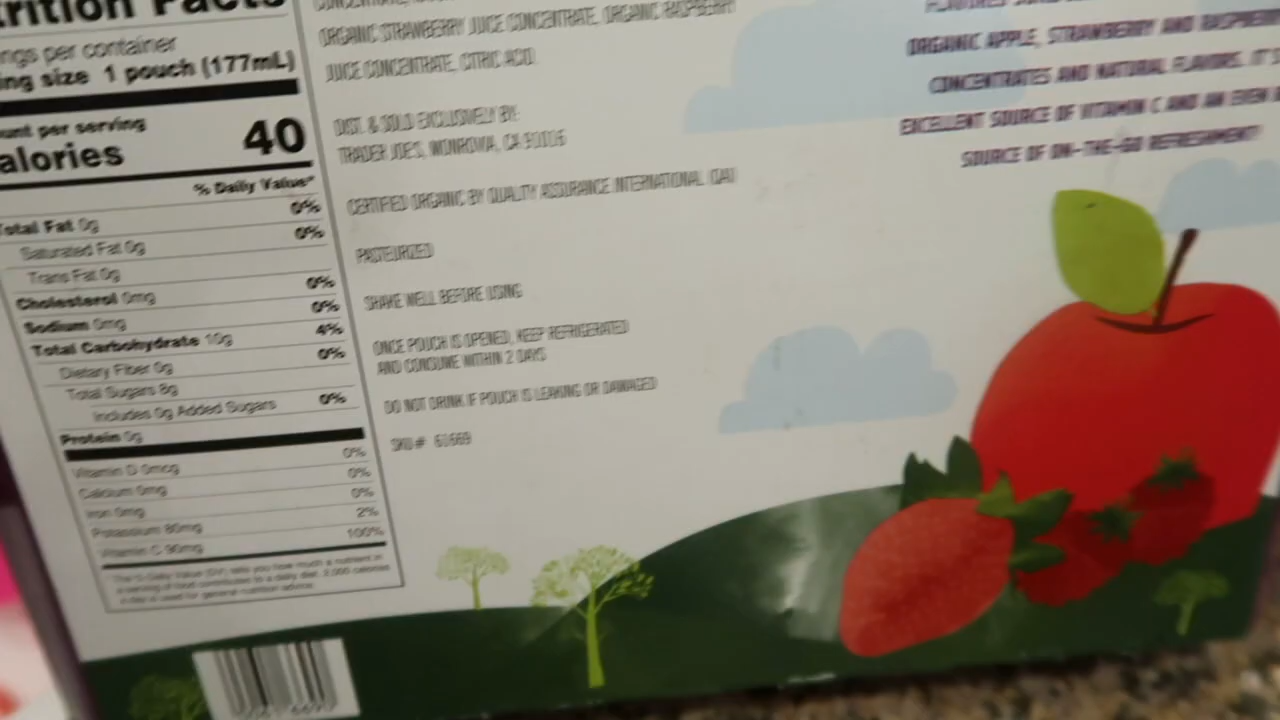 ings per container
ing size 1 pouch (177mL)
unt per serving
alories 40
% Daily Value*
Total Fat 0g 0%
Saturated Fat 0g 0%
Trans Fat 0g
Cholesterol 0mg 0%
Sodium 0mg 0%
Total Carbohydrate 10g 4%
Dietary Fiber 0g 0%
Total Sugars 8g
Includes 0g Added Sugars 0%
Protein 0g
Vitamin D 0mcg 0%
Calcium 0mg 0%
Iron 0mg 0%
Potassium 80mg 2%
Vitamin C 90mg 100%
*The % Daily Value (DV) tells you how much a nutrient in
a serving of food contributes to a daily diet. 2,000 calories
a day is used for general nutrition advice.
ORGANIC STRAWBERRY JUICE CONCENTRATE, ORGANIC RASPBERRY
JUICE CONCENTRATE, CITRIC ACID.
DIST. & SOLD EXCLUSIVELY BY:
TRADER JOE'S, MONROVIA, CA 91016
CERTIFIED ORGANIC BY QUALITY ASSURANCE INTERNATIONAL (QAI)
PASTEURIZED
SHAKE WELL BEFORE USING
ONCE POUCH IS OPENED, KEEP REFRIGERATED
AND CONSUME WITHIN 2 DAYS
DO NOT DRINK IF POUCH IS LEAKING OR DAMAGED
SKU# 61669
ORGANIC APPLE, STRAWBERRY AND RASPBER
CONCENTRATES AND NATURAL FLAVORS. IT'S
EXCELLENT SOURCE OF VITAMIN C AND AN EVEN
SOURCE OF ON-THE-GO REFRESHMENT!